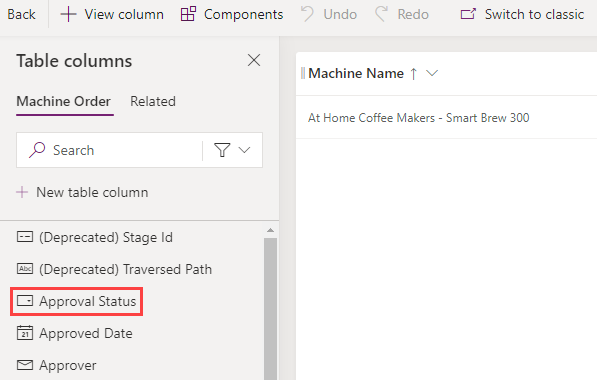 Back View column Components Undo Redo Switch to classic
Table columns
Machine Order Related
Search
New table column
(Deprecated) Stage Id
Abc (Deprecated) Traversed Path
Approval Status
21 Approved Date
Approver
Machine Name
At Home Coffee Makers - Smart Brew 300